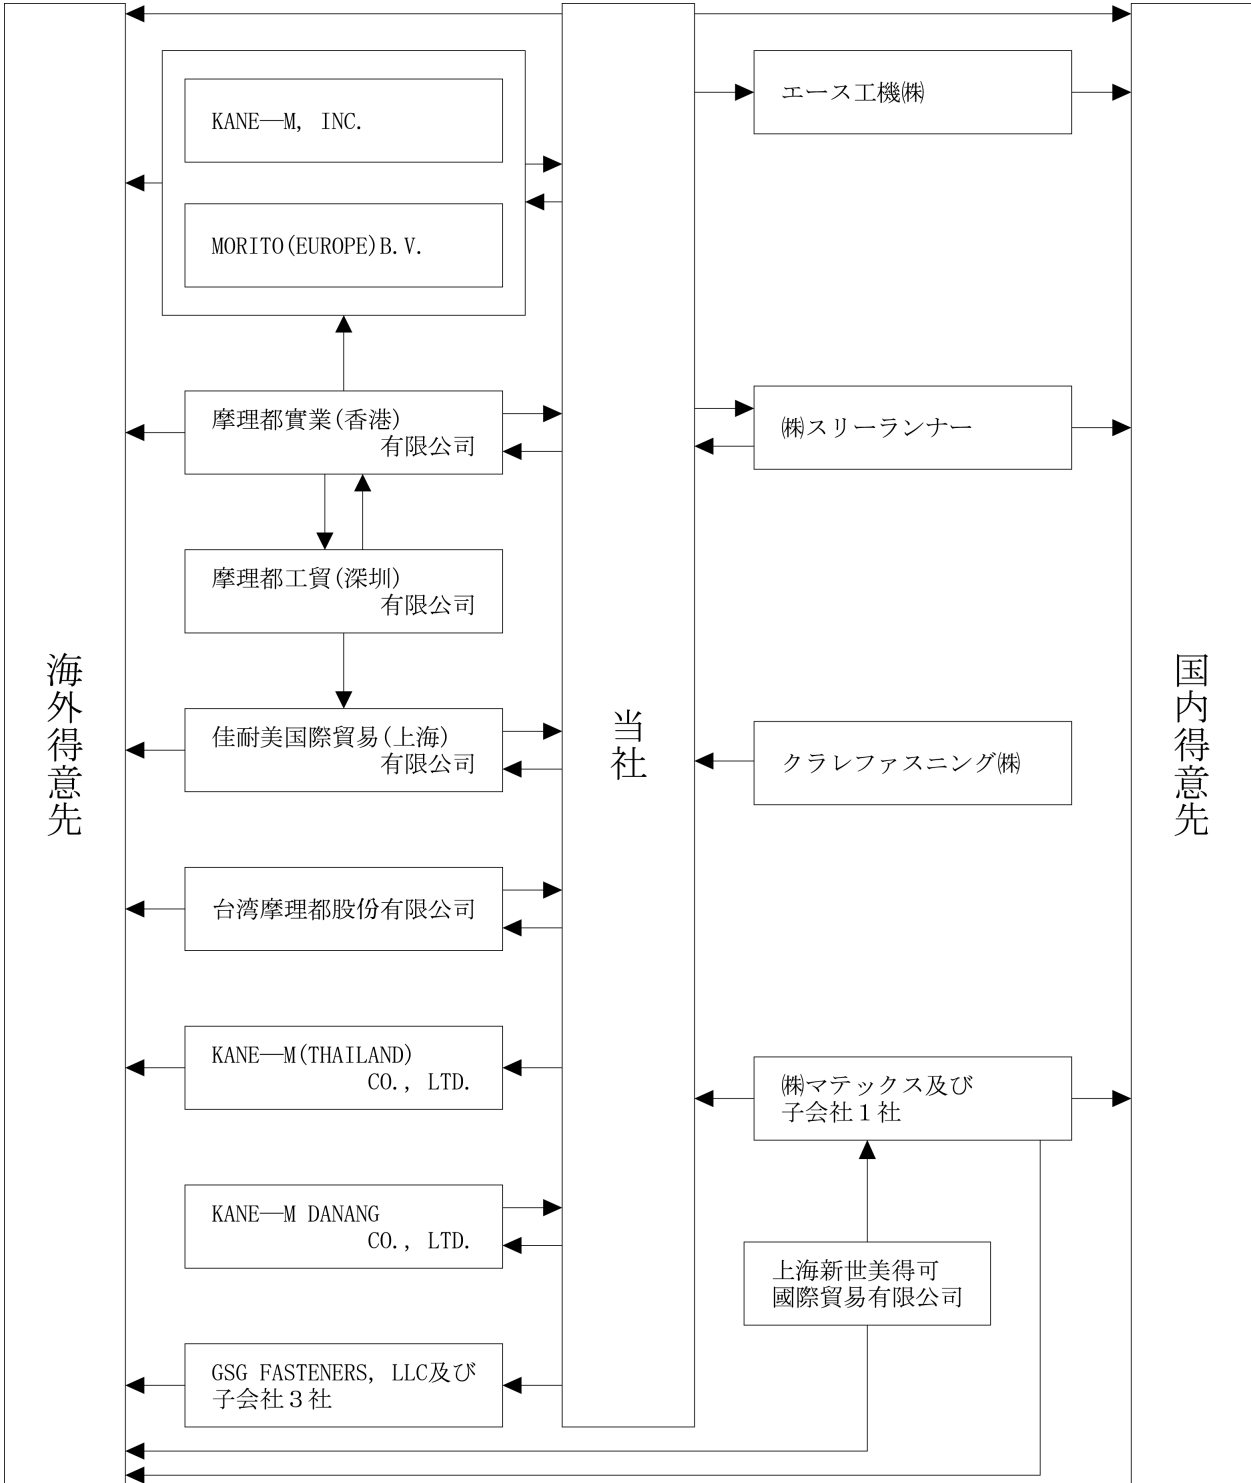 海外得意先
KANE―M, INC.
MORITO(EUROPE)B.V.
摩理都實業(香港)
有限公司
摩理都工貿(深圳)
有限公司
佳耐美国際貿易(上海)
有限公司
台湾摩理都股份有限公司
KANE―M(THAILAND)
CO., LTD.
KANE―M DANANG
CO., LTD.
GSG FASTENERS, LLC及び
子会社３社
当社
エース工機㈱
㈱スリーランナー
クラレファスニング㈱
㈱マテックス及び
子会社１社
上海新世美得可
國際貿易有限公司
国内得意先